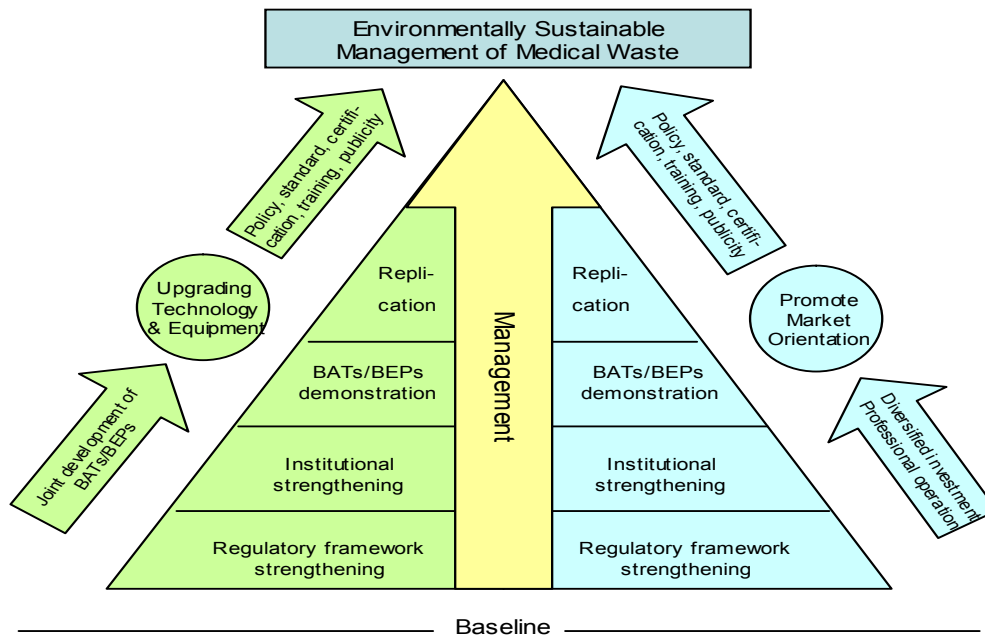 Environmentally Sustainable
Management of Medical Waste
Policy, standard, certifi-
cation, training, publicity
Policy, standard, certifi-
cation, training, publicity
Upgrading
Technology
& Equipment
Promote
Market
Orientation
Joint development of
BATs/BEPs
Diversified investment
Professional operation
Management
Repli-
cation
Repli-
cation
BATs/BEPs
demonstration
BATs/BEPs
demonstration
Institutional
strengthening
Institutional
strengthening
Regulatory framework
strengthening
Regulatory framework
strengthening
Baseline